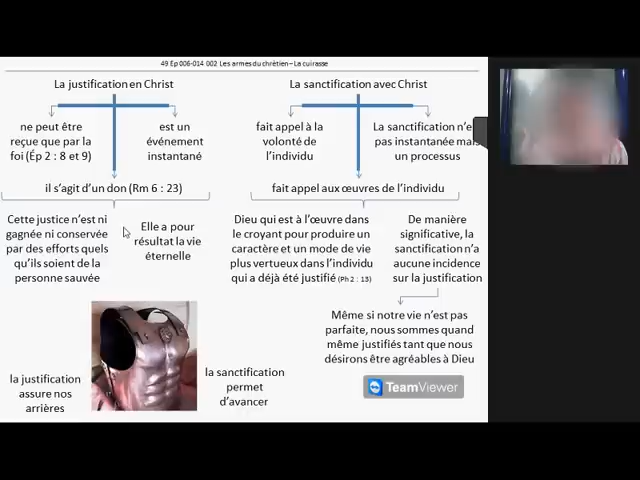 49 Ep 006-014 002 Les armes du chrétien – La cuirasse
La justification en Christ
ne peut être
reçue que par la
foi (Ép 2 : 8 et 9)
est un
événement
instantané
il s'agit d'un don (Rm 6 : 23)
Cette justice n'est ni
gagnée ni conservée
par des efforts quels
qu'ils soient de la
personne sauvée
Elle a pour
résultat la vie
éternelle
la justification
assure nos
arrières
La sanctification avec Christ
fait appel à la
volonté de
l'individu
La sanctification n'e
pas instantanée mais
un processus
fait appel aux œuvres de l'individu
Dieu qui est à l'œuvre dans
le croyant pour produire un
caractère et un mode de vie
plus vertueux dans l'individu
qui a déjà été justifié (Ph 2 : 13)
De manière
significative, la
sanctification n'a
aucune incidence
sur la justification
Même si notre vie n'est pas
parfaite, nous sommes quand
même justifiés tant que nous
désirons être agréables à Dieu
la sanctification
permet
d'avancer
TeamViewer